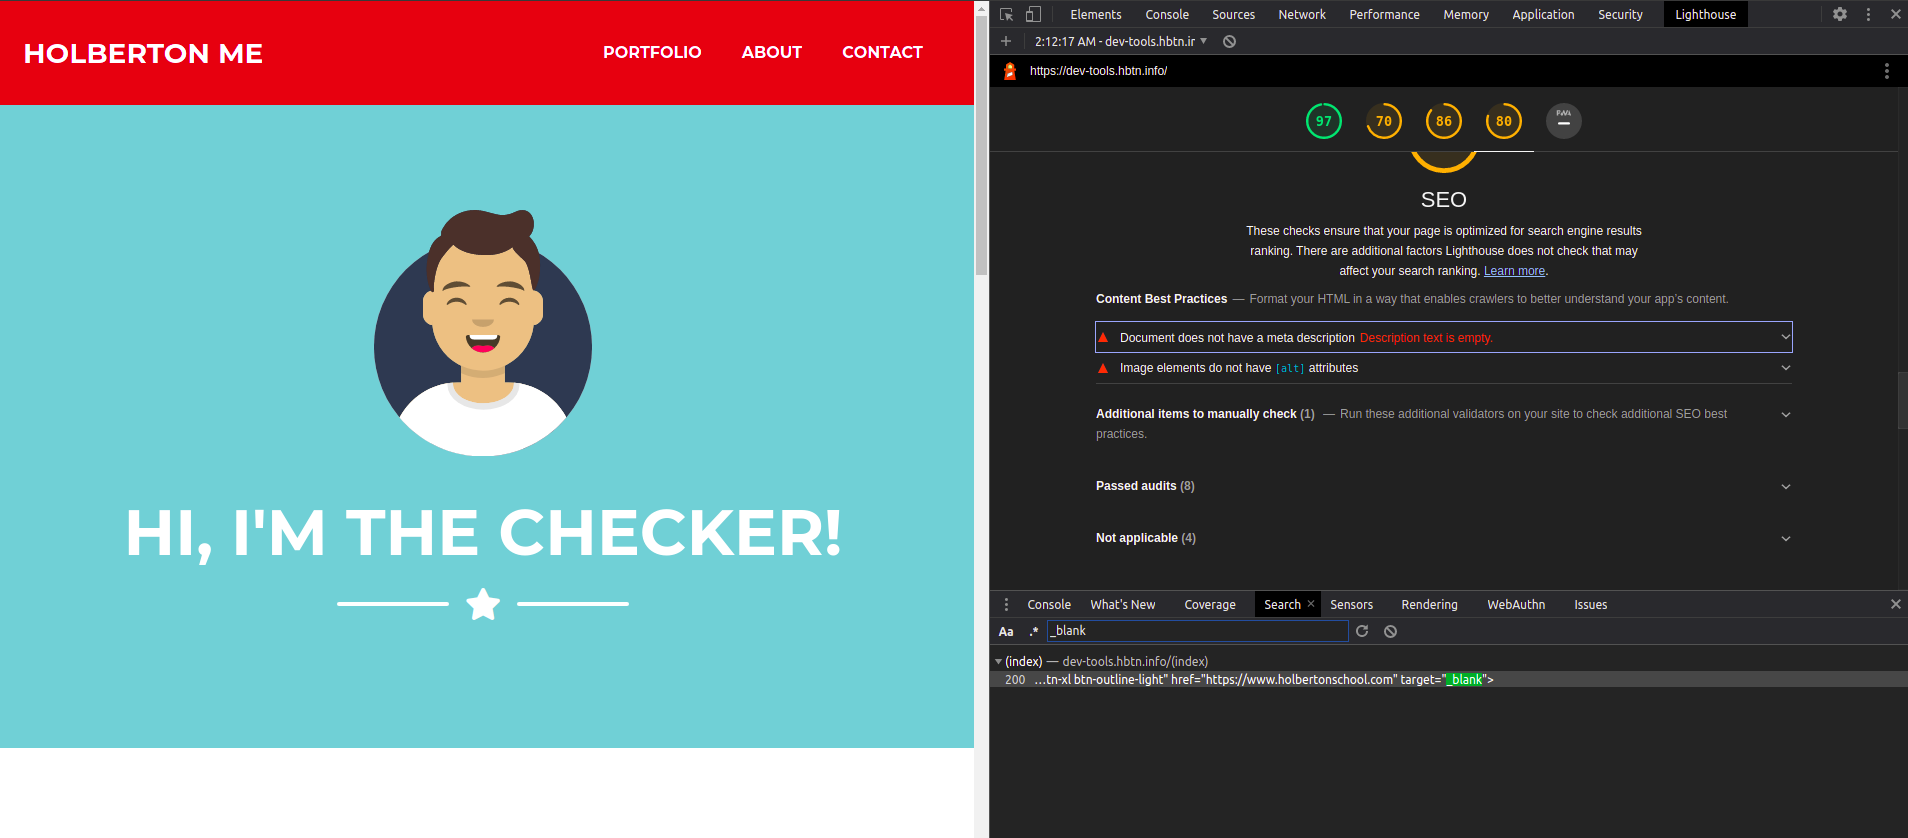 HOLBERTON ME
PORTFOLIO ABOUT CONTACT
HI, I'M THE CHECKER!
Elements Console Sources Network Performance Memory Application Security Lighthouse
2:12:17 AM - dev-tools.hbtn.ir
https://dev-tools.hbtn.info/
97 70 86 80 PWA
SEO
These checks ensure that your page is optimized for search engine results
ranking. There are additional factors Lighthouse does not check that may
affect your search ranking. Learn more.
Content Best Practices — Format your HTML in a way that enables crawlers to better understand your app's content.
Document does not have a meta description Description text is empty.
Image elements do not have [alt] attributes
Additional items to manually check (1) — Run these additional validators on your site to check additional SEO best
practices.
Passed audits (8)
Not applicable (4)
Console What's New Coverage Search × Sensors Rendering WebAuthn Issues
Aa .* _blank
(index) — dev-tools.hbtn.info/(index)
200 …tn-xl btn-outline-light" href="https://www.holbertonschool.com" target="_blank">